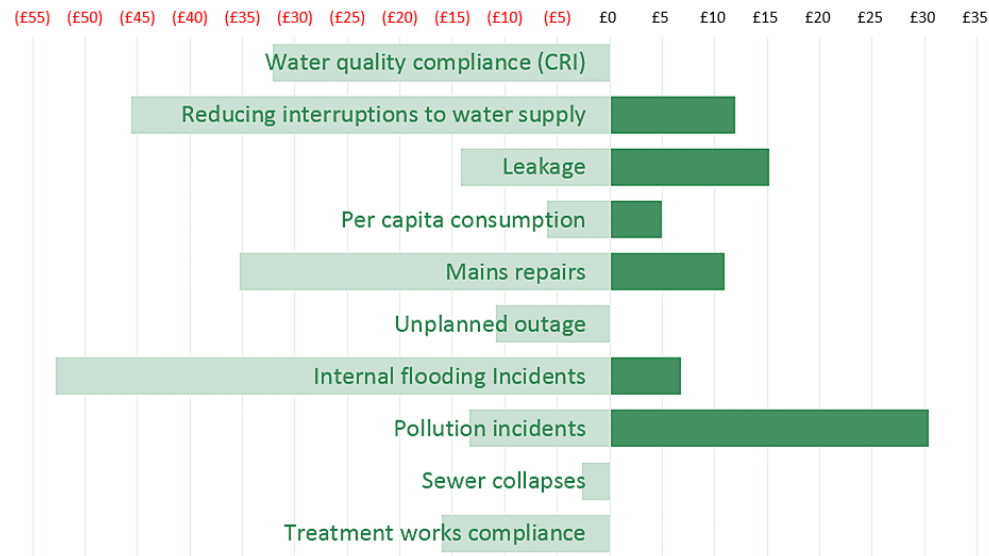 (£55) (£50) (£45) (£40) (£35) (£30) (£25) (£20) (£15) (£10) (£5) £0 £5 £10 £15 £20 £25 £30 £35
Water quality compliance (CRI)
Reducing interruptions to water supply
Leakage
Per capita consumption
Mains repairs
Unplanned outage
Internal flooding Incidents
Pollution incidents
Sewer collapses
Treatment works compliance